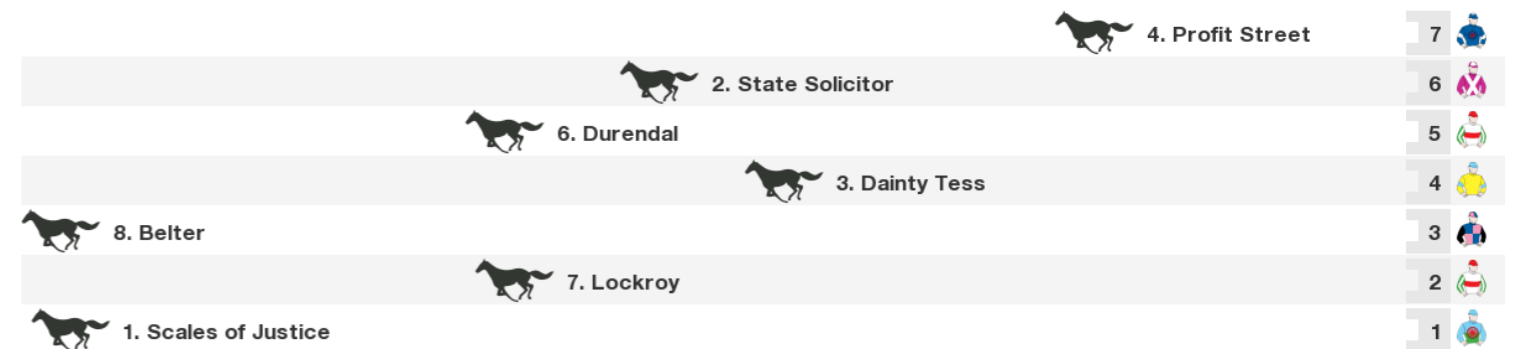 4. Profit Street 7
2. State Solicitor 6
6. Durendal 5
3. Dainty Tess 4
8. Belter 3
7. Lockroy 2
1. Scales of Justice 1